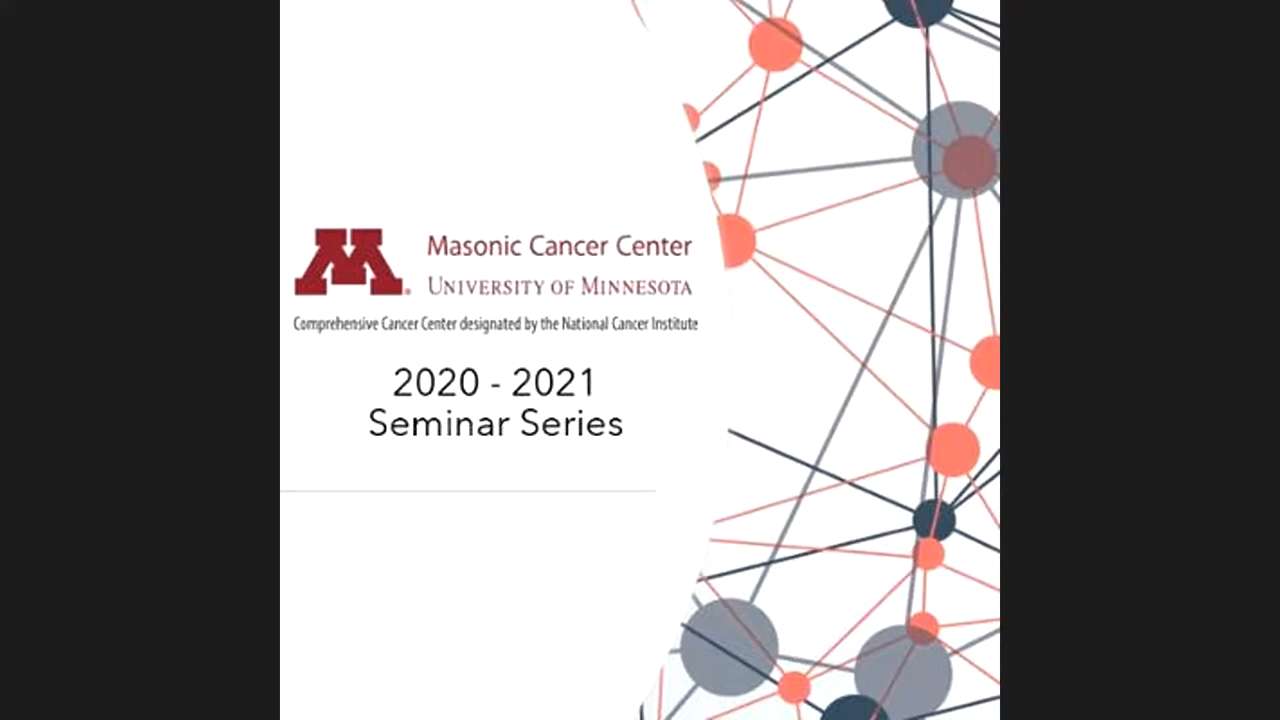 M
Masonic Cancer Center
UNIVERSITY OF MINNESOTA
Comprehensive Cancer Center designated by the National Cancer Institute
2020 - 2021
Seminar Series